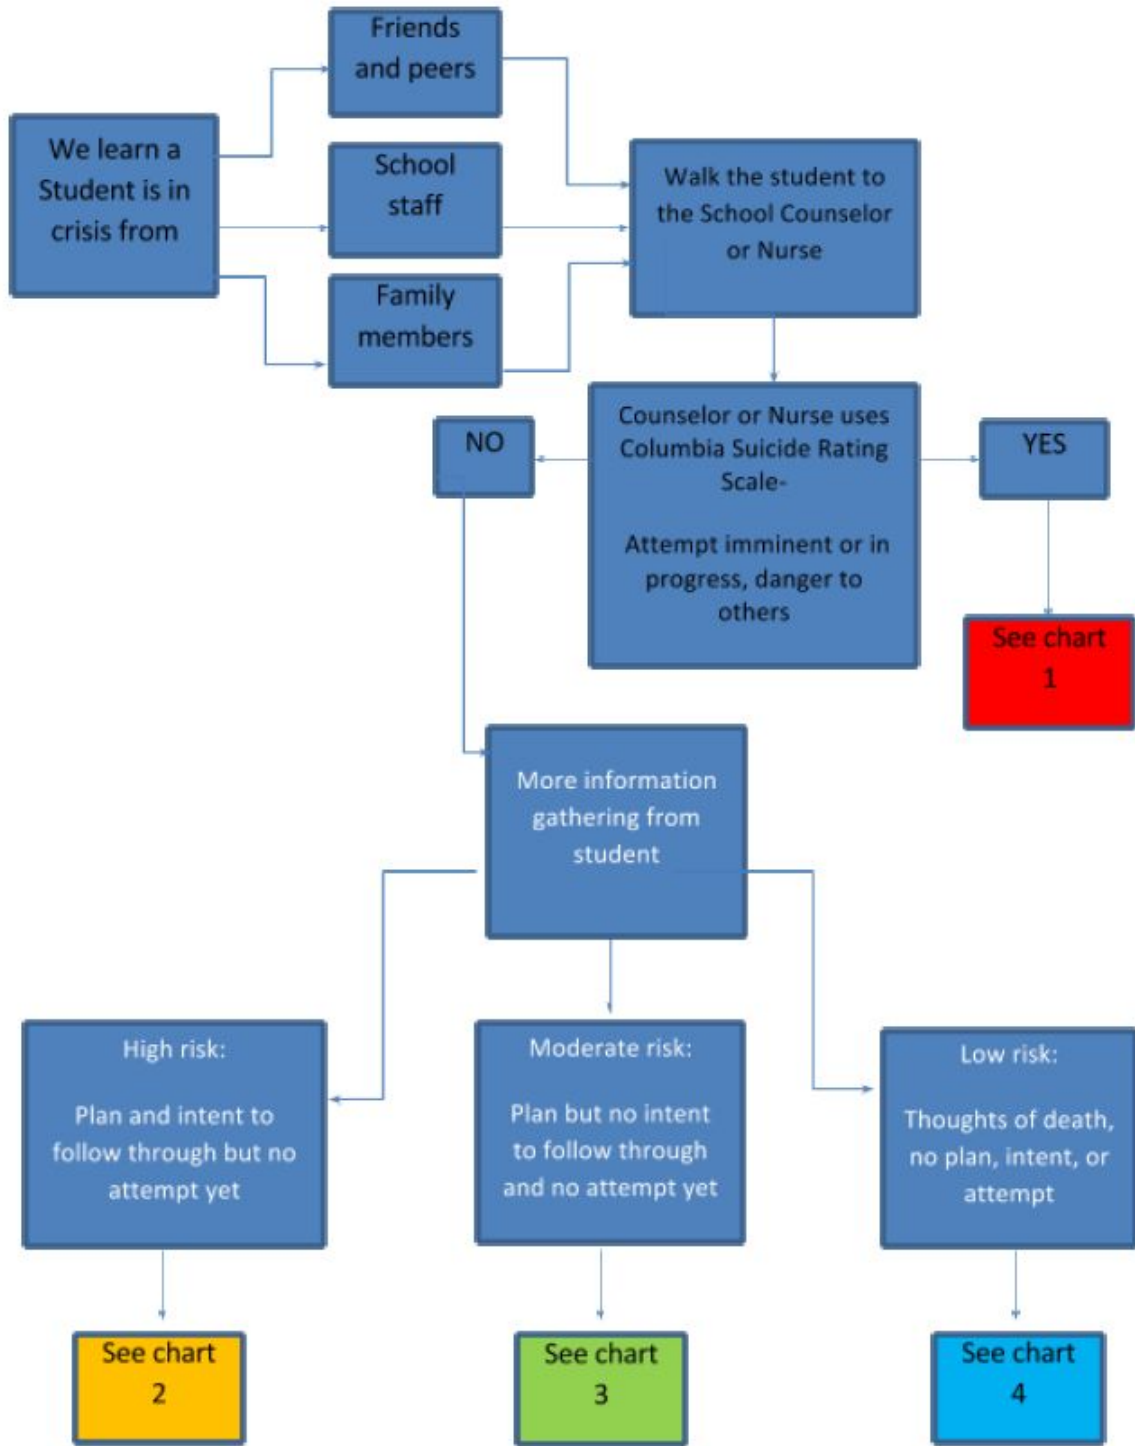 Friends
and peers
We learn a
Student is in
crisis from
School
staff
Family
members
Walk the student to
the School Counselor
or Nurse
NO
Counselor or Nurse uses
Columbia Suicide Rating
Scale-
Attempt imminent or in
progress, danger to
others
YES
See chart
1
More information
gathering from
student
High risk:
Plan and intent to
follow through but no
attempt yet
Moderate risk:
Plan but no intent
to follow through
and no attempt yet
Low risk:
Thoughts of death,
no plan, intent, or
attempt
See chart
2
See chart
3
See chart
4